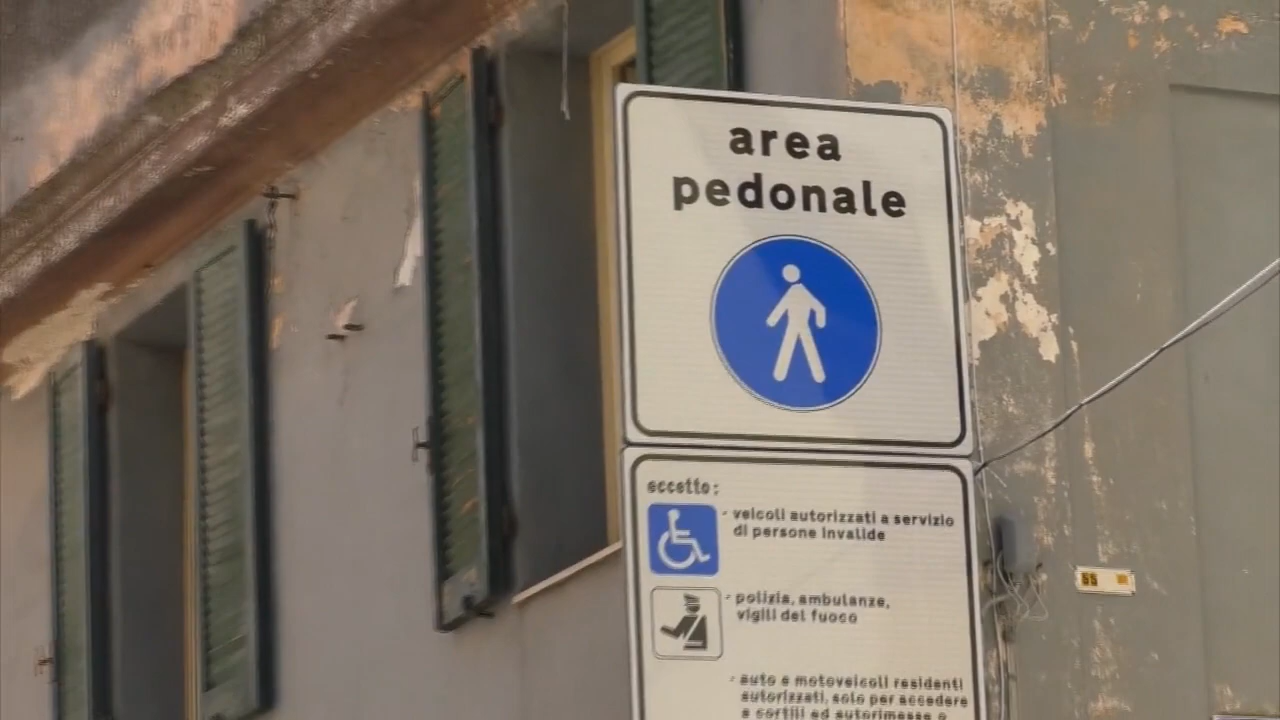 area
pedonale
eccetto:
- veicoli autorizzati a servizio
di persone invalide
- polizia, ambulanze,
vigili del fuoco
- auto e motoveicoli residenti
autorizzati, solo per accedere
a cortili ed autorimesse o
55